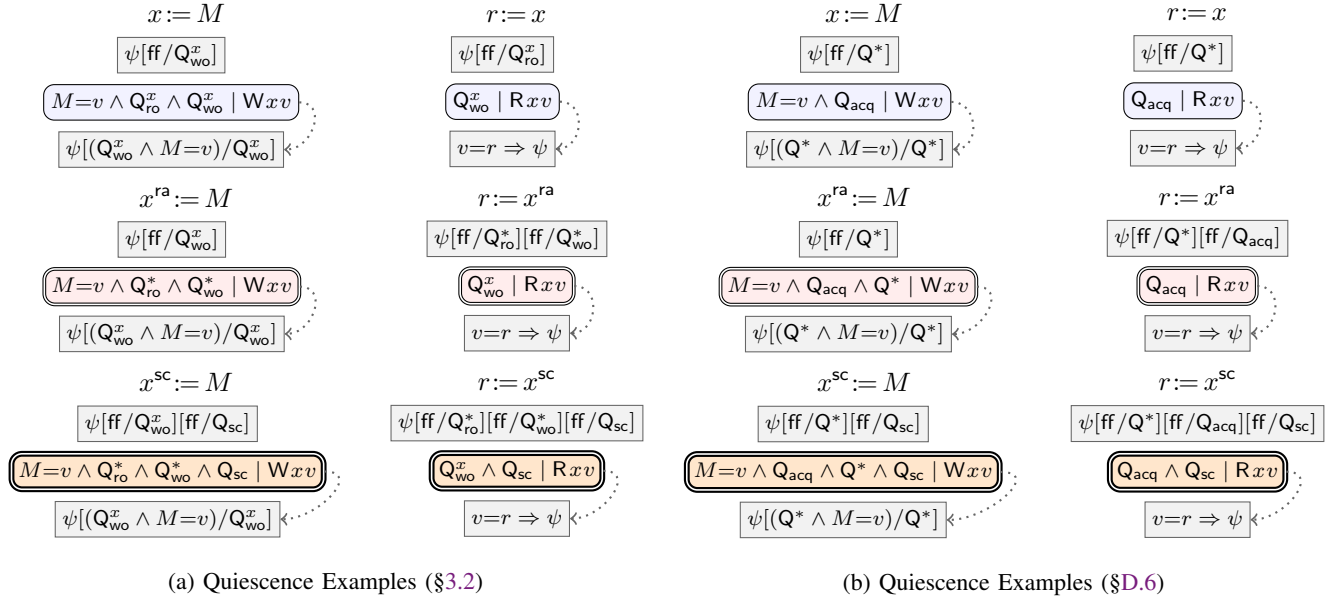 x := M r := x x := M r := x
ψ[ff/Q^x_wo] ψ[ff/Q^x_ro] ψ[ff/Q*] ψ[ff/Q*]
M=v ∧ Q^x_ro ∧ Q^x_wo | Wxv Q^x_wo | Rxv M=v ∧ Q_acq | Wxv Q_acq | Rxv
ψ[(Q^x_wo ∧ M=v)/Q^x_wo] v=r ⇒ ψ ψ[(Q* ∧ M=v)/Q*] v=r ⇒ ψ
x^ra := M r := x^ra x^ra := M r := x^ra
ψ[ff/Q^x_wo] ψ[ff/Q*_ro][ff/Q*_wo] ψ[ff/Q*] ψ[ff/Q*][ff/Q_acq]
M=v ∧ Q*_ro ∧ Q*_wo | Wxv Q^x_wo | Rxv M=v ∧ Q_acq ∧ Q* | Wxv Q_acq | Rxv
ψ[(Q^x_wo ∧ M=v)/Q^x_wo] v=r ⇒ ψ ψ[(Q* ∧ M=v)/Q*] v=r ⇒ ψ
x^sc := M r := x^sc x^sc := M r := x^sc
ψ[ff/Q^x_wo][ff/Q_sc] ψ[ff/Q*_ro][ff/Q*_wo][ff/Q_sc] ψ[ff/Q*][ff/Q_sc] ψ[ff/Q*][ff/Q_acq][ff/Q_sc]
M=v ∧ Q*_ro ∧ Q*_wo ∧ Q_sc | Wxv Q^x_wo ∧ Q_sc | Rxv M=v ∧ Q_acq ∧ Q* ∧ Q_sc | Wxv Q_acq ∧ Q_sc | Rxv
ψ[(Q^x_wo ∧ M=v)/Q^x_wo] v=r ⇒ ψ ψ[(Q* ∧ M=v)/Q*] v=r ⇒ ψ
(a) Quiescence Examples (§3.2) (b) Quiescence Examples (§D.6)